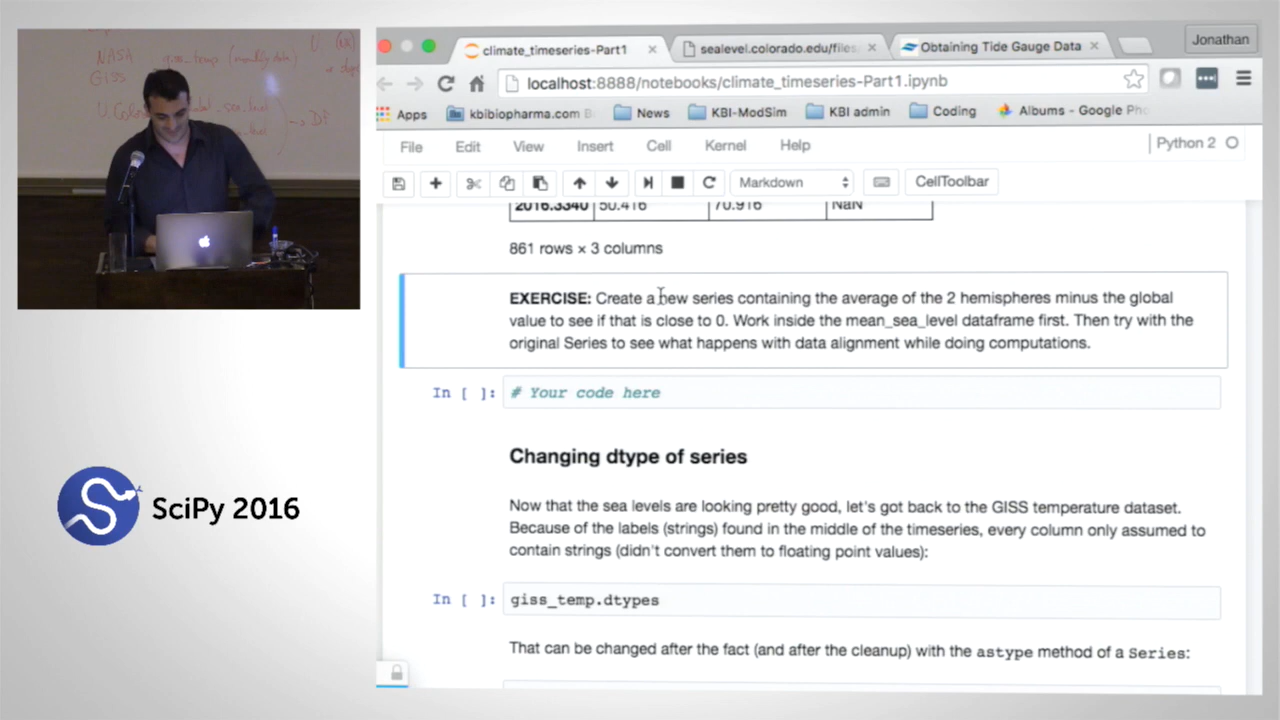 NASA giss_temp (monthly data)
GISS
climate_timeseries-Part1
sealevel.colorado.edu/files
Obtaining Tide Gauge Data
Jonathan
localhost:8888/notebooks/climate_timeseries-Part1.ipynb
Apps kbibiopharma.com News KBI-ModSim KBI admin Coding Albums - Google Pho
File Edit View Insert Cell Kernel Help Python 2
Markdown CellToolbar
2016.3340 50.416 70.916 NaN
861 rows × 3 columns
EXERCISE: Create a new series containing the average of the 2 hemispheres minus the global
value to see if that is close to 0. Work inside the mean_sea_level dataframe first. Then try with the
original Series to see what happens with data alignment while doing computations.
In [ ]: # Your code here
Changing dtype of series
Now that the sea levels are looking pretty good, let's got back to the GISS temperature dataset.
Because of the labels (strings) found in the middle of the timeseries, every column only assumed to
contain strings (didn't convert them to floating point values):
In [ ]: giss_temp.dtypes
That can be changed after the fact (and after the cleanup) with the astype method of a Series:
SciPy 2016